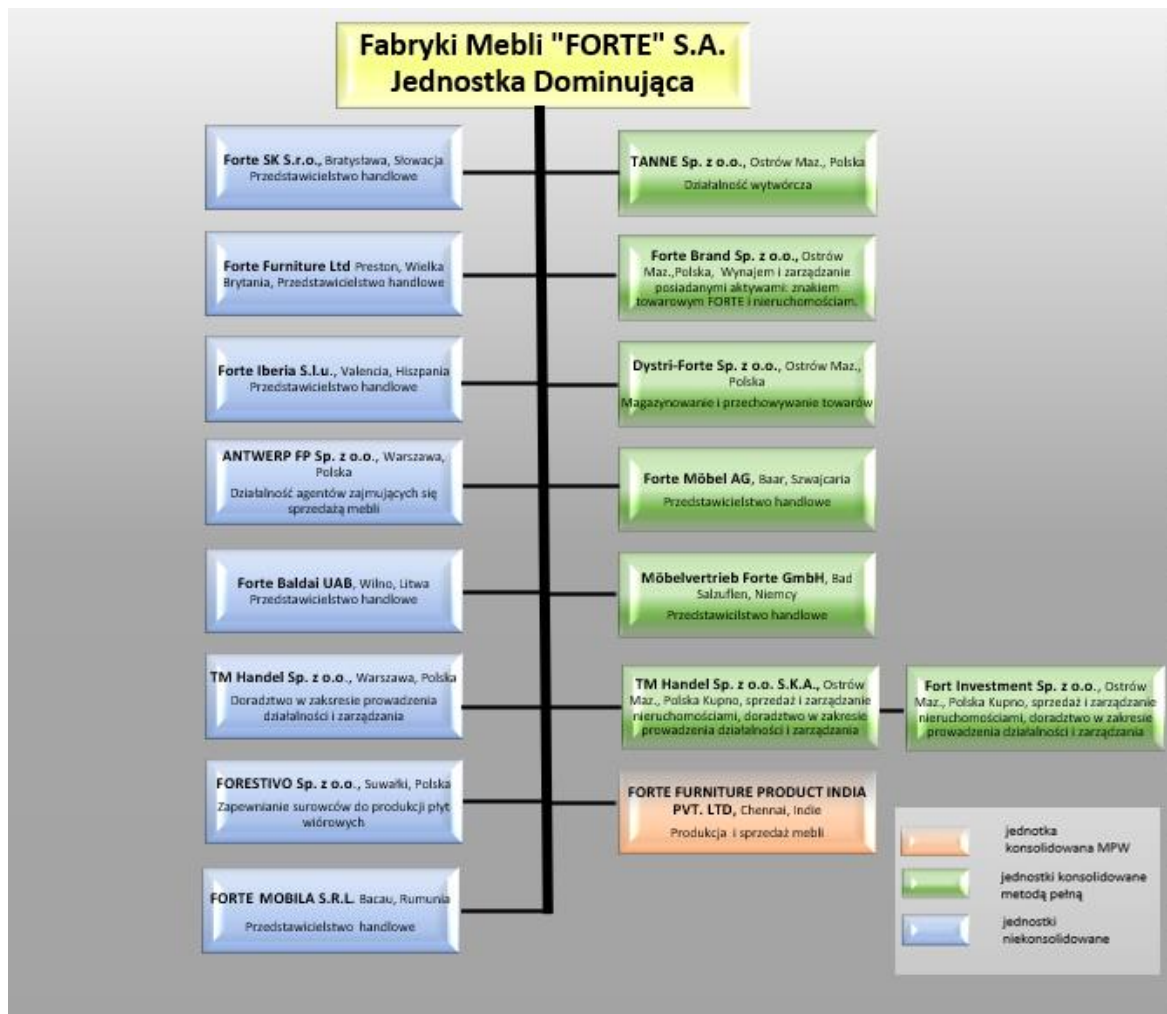 Fabryki Mebli "FORTE" S.A.
Jednostka Dominująca
Forte SK S.r.o., Bratysława, Słowacja
Przedstawicielstwo handlowe
TANNE Sp. z o.o., Ostrów Maz., Polska
Działalność wytwórcza
Forte Furniture Ltd Preston, Wielka
Brytania, Przedstawicielstwo handlowe
Forte Brand Sp. z o.o., Ostrów
Maz.,Polska, Wynajem i zarządzanie
posiadanymi aktywami: znakiem
towarowym FORTE i nieruchomościam.
Forte Iberia S.l.u., Valencia, Hiszpania
Przedstawicielstwo handlowe
Dystri-Forte Sp. z o.o., Ostrów Maz.,
Polska
Magazynowanie i przechowywanie towarów
ANTWERP FP Sp. z o.o., Warszawa,
Polska
Działalność agentów zajmujących się
sprzedażą mebli
Forte Möbel AG, Baar, Szwajcaria
Przedstawicielstwo handlowe
Forte Baldai UAB, Wilno, Litwa
Przedstawicielstwo handlowe
Möbelvertrieb Forte GmbH, Bad
Salzuflen, Niemcy
Przedstawicilstwo handlowe
TM Handel Sp. z o.o., Warszawa, Polska
Doradztwo w zaksresie prowadzenia
działalności i zarządzania
TM Handel Sp. z o.o. S.K.A., Ostrów
Maz., Polska Kupno, sprzedaż i zarządzanie
nieruchomościami, doradztwo w zakresie
prowadzenia działalności i zarządzania
Fort Investment Sp. z o.o., Ostrów
Maz., Polska Kupno, sprzedaż i zarządzanie
nieruchomościami, doradztwo w zakresie
prowadzenia działalności i zarządzania
FORESTIVO Sp. z o.o., Suwałki, Polska
Zapewnianie surowców do produkcji płyt
wiórowych
FORTE FURNITURE PRODUCT INDIA
PVT. LTD, Chennai, Indie
Produkcja i sprzedaż mebli
FORTE MOBILA S.R.L. Bacau, Rumunia
Przedstawicielstwo handlowe
jednotka
konsolidowana MPW
jednostki konsolidowane
metodą pełną
jednostki
niekonsolidowane